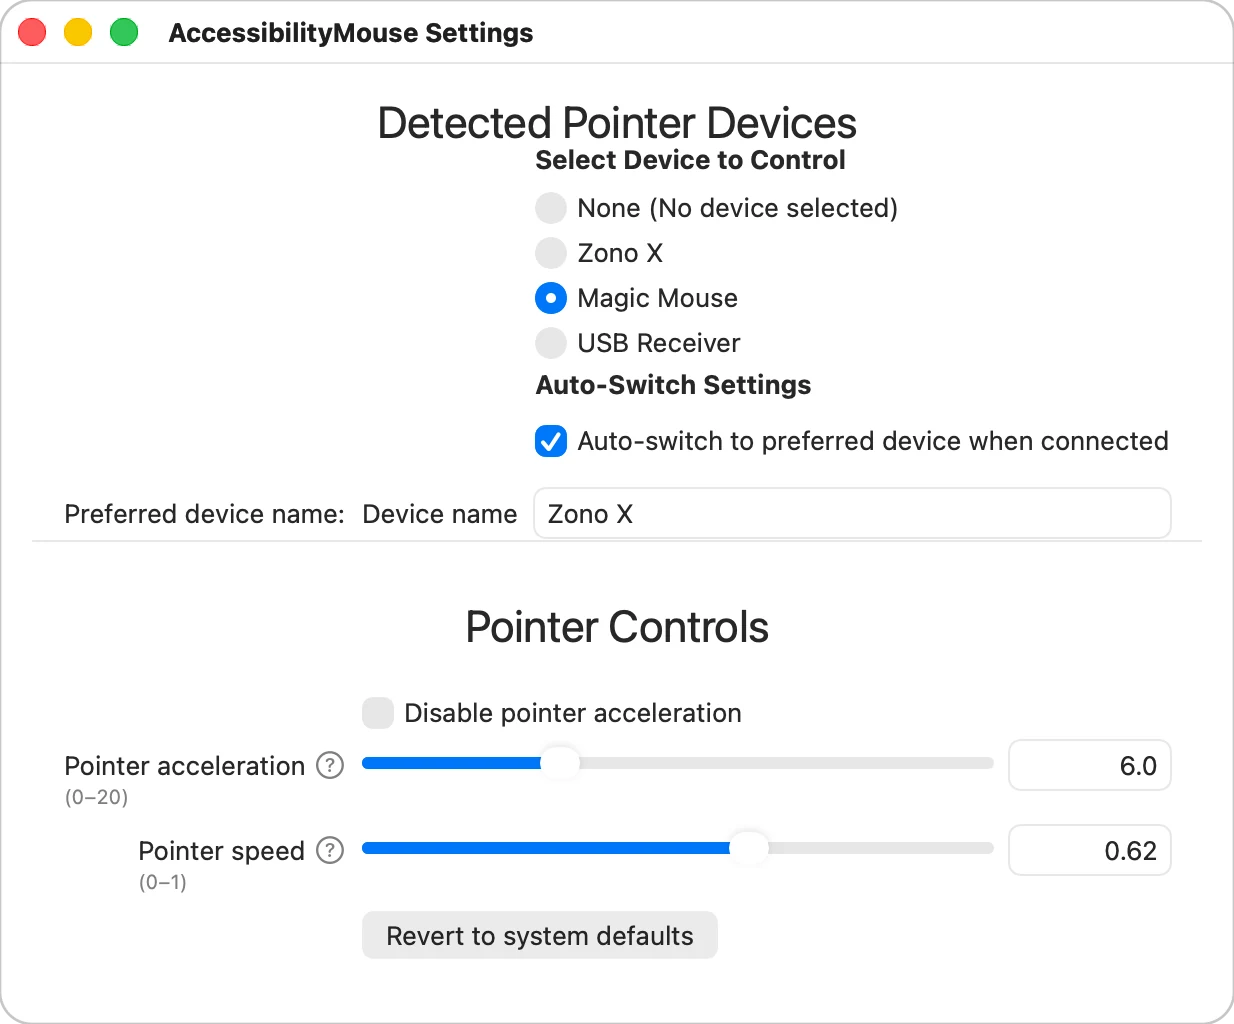 AccessibilityMouse Settings
Detected Pointer Devices
Select Device to Control
None (No device selected)
Zono X
Magic Mouse
USB Receiver
Auto-Switch Settings
Auto-switch to preferred device when connected
Preferred device name: Device name Zono X
Pointer Controls
Disable pointer acceleration
Pointer acceleration ? 6.0
(0–20)
Pointer speed ? 0.62
(0–1)
Revert to system defaults